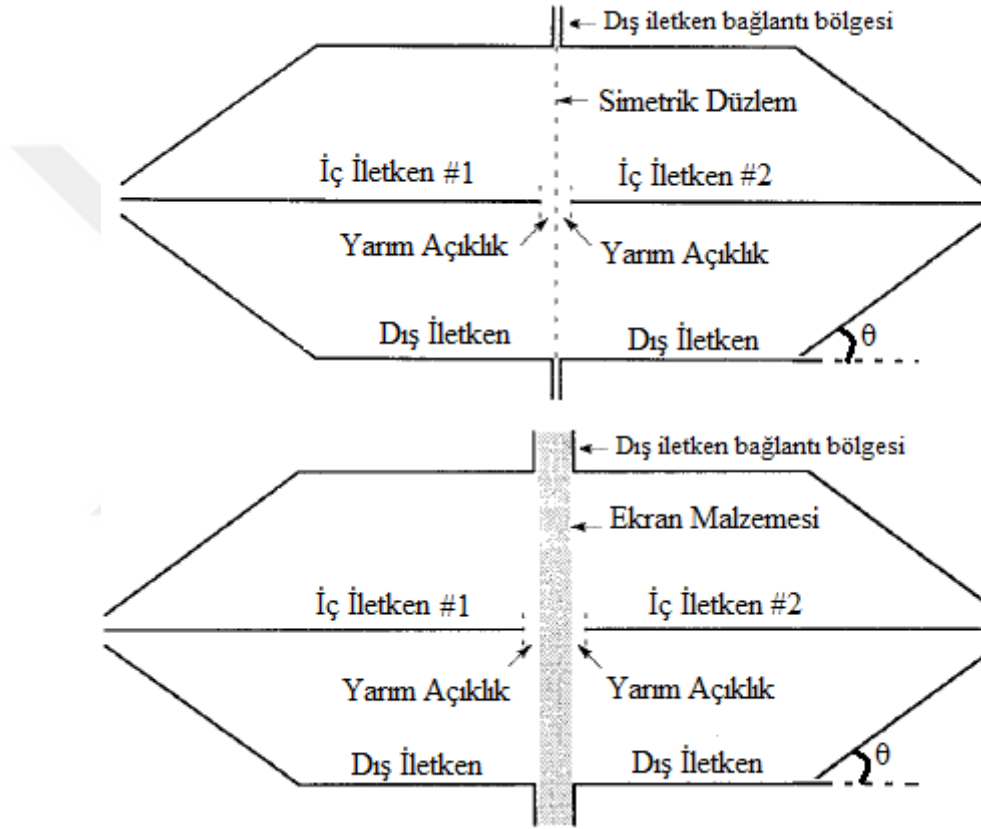 Dış iletken bağlantı bölgesi
Simetrik Düzlem
İç İletken #1
İç İletken #2
Yarım Açıklık
Yarım Açıklık
Dış İletken
Dış İletken
θ
Dış iletken bağlantı bölgesi
Ekran Malzemesi
İç İletken #1
İç İletken #2
Yarım Açıklık
Yarım Açıklık
Dış İletken
Dış İletken
θ